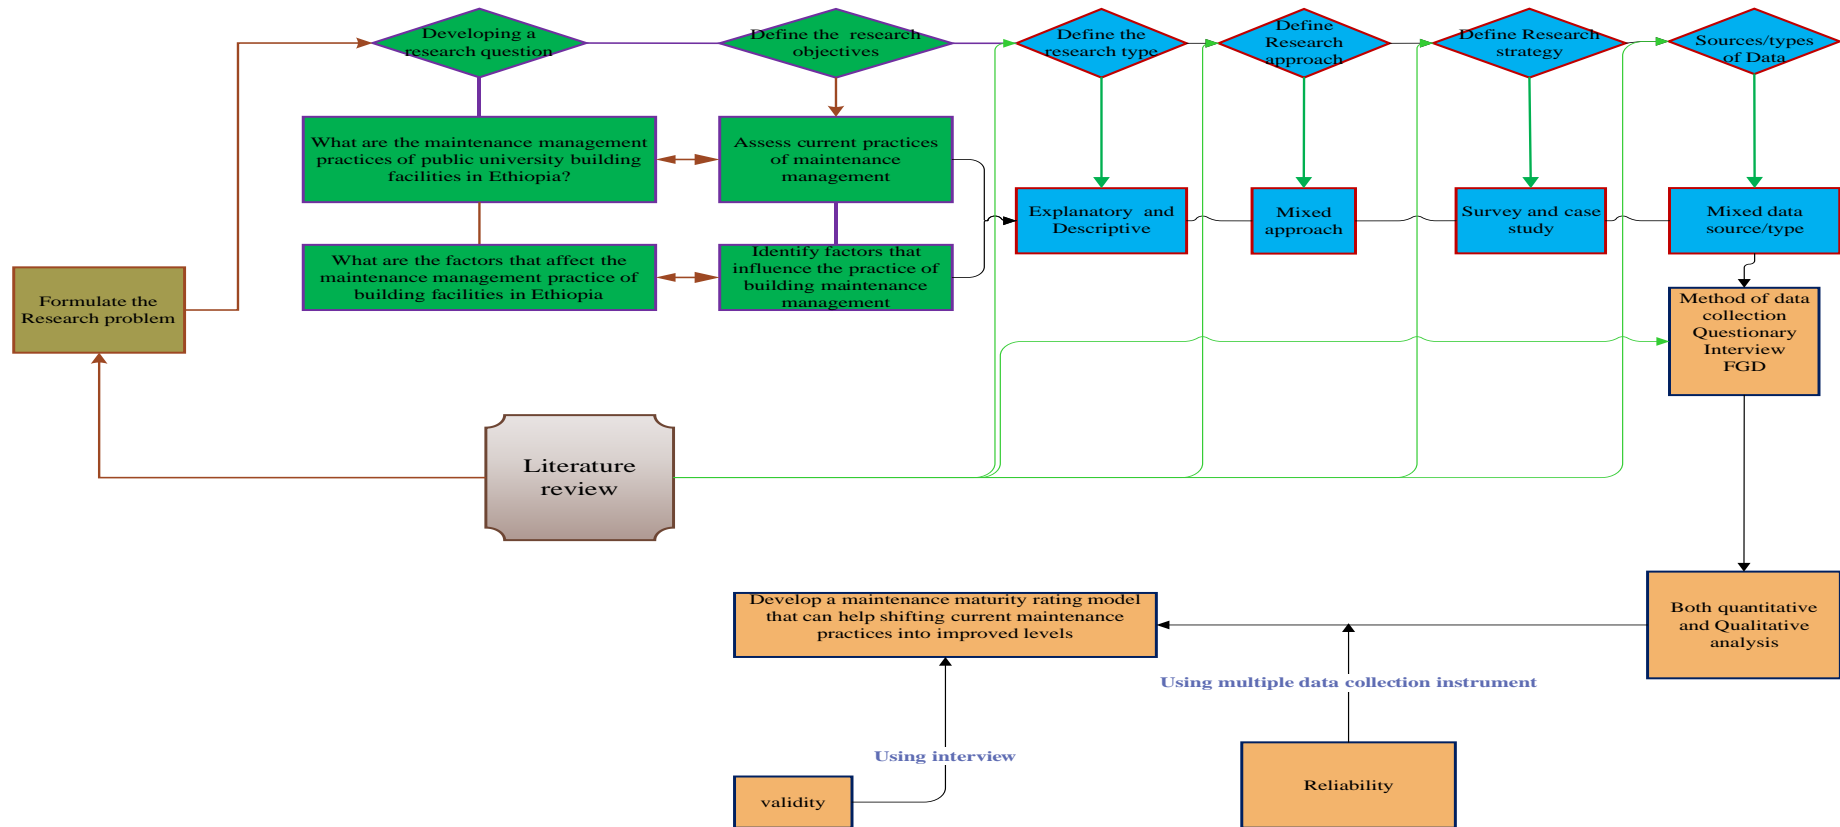 Developing a
research question
Define the research
objectives
Define the
research type
Define
Research
approach
Define Research
strategy
Sources/types
of Data
What are the maintenance management
practices of public university building
facilities in Ethiopia?
Assess current practices
of maintenance
management
Explanatory and
Descriptive
Mixed
approach
Survey and case
study
Mixed data
source/type
What are the factors that affect the
maintenance management practice of
building facilities in Ethiopia
Identify factors that
influence the practice of
building maintenance
management
Formulate the
Research problem
Method of data
collection
Questionary
Interview
FGD
Literature
review
Develop a maintenance maturity rating model
that can help shifting current maintenance
practices into improved levels
Both quantitative
and Qualitative
analysis
Using multiple data collection instrument
Using interview
validity
Reliability